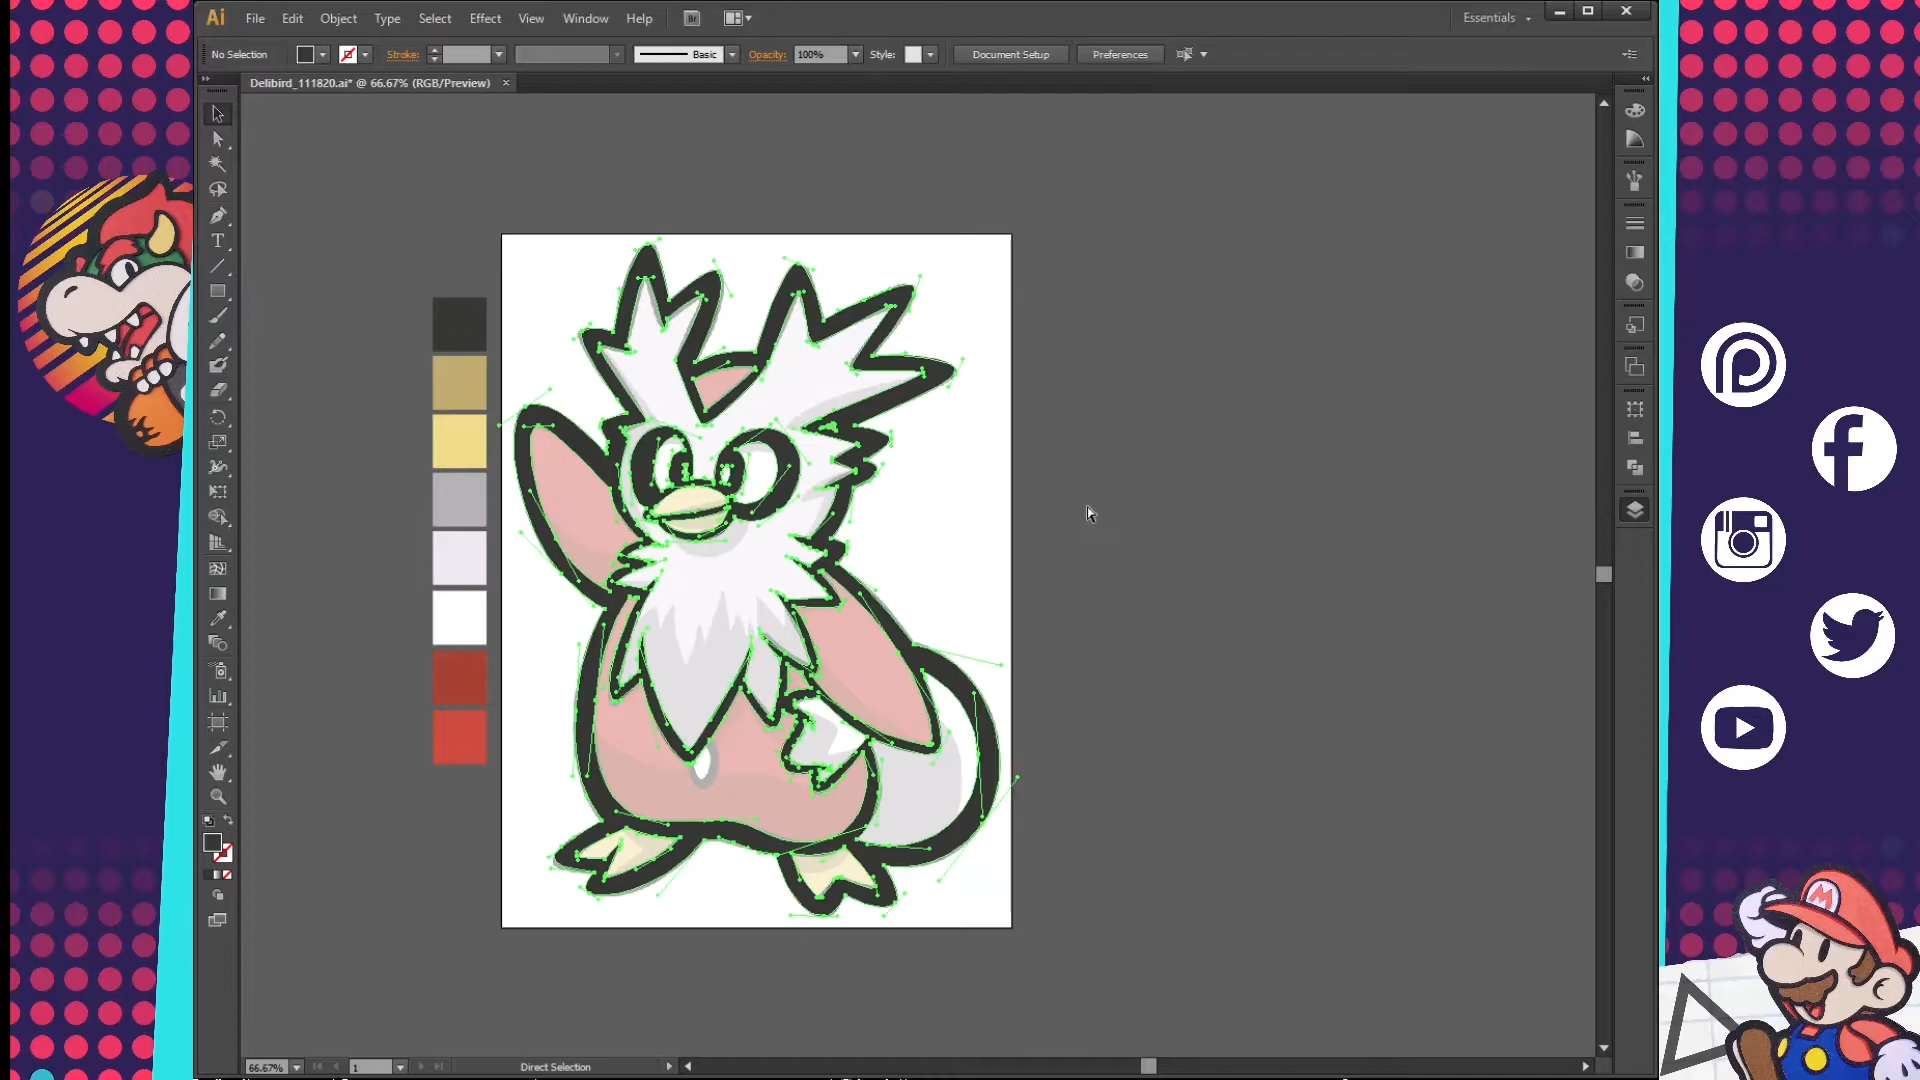 Ai File Edit Object Type Select Effect View Window Help Br Essentials
No Selection Stroke: Basic Opacity: 100% Style: Document Setup Preferences
Delibird_111820.ai* @ 66.67% (RGB/Preview)
T
M
66.67% 1 Direct Selection